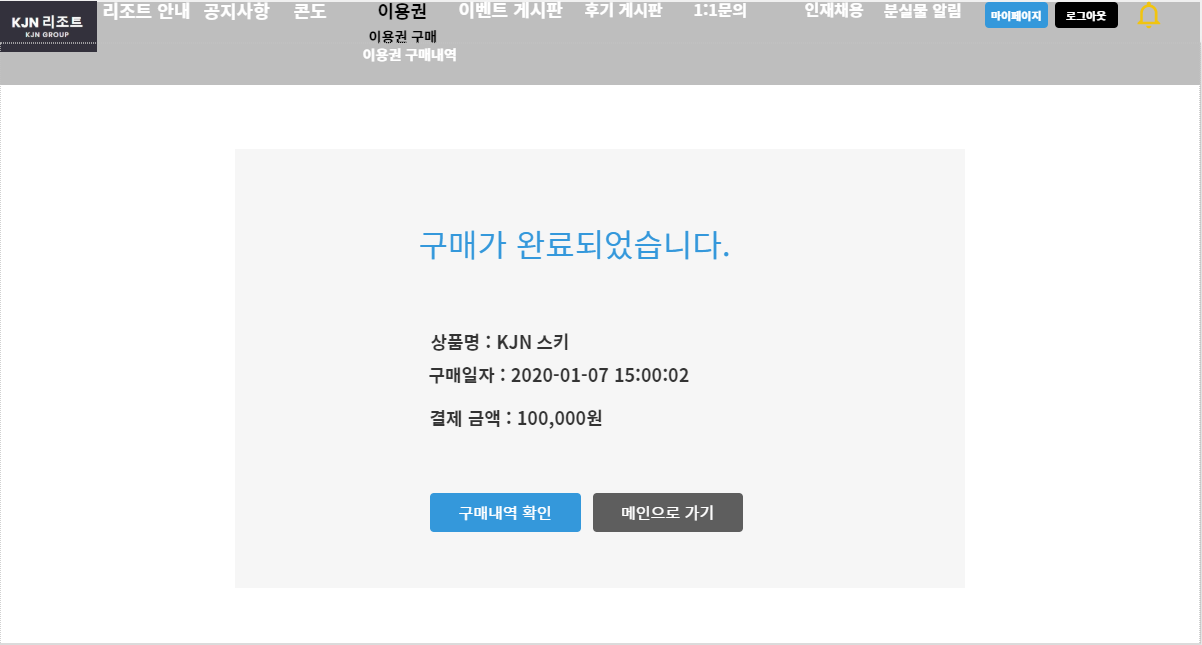 KJN 리조트
KJN GROUP
리조트 안내 공지사항 콘도 이용권 이벤트 게시판 후기 게시판 1:1문의 인재채용 분실물 알림 마이페이지 로그아웃
이용권 구매
이용권 구매내역
구매가 완료되었습니다.
상품명 : KJN 스키
구매일자 : 2020-01-07 15:00:02
결제 금액 : 100,000원
구매내역 확인 메인으로 가기